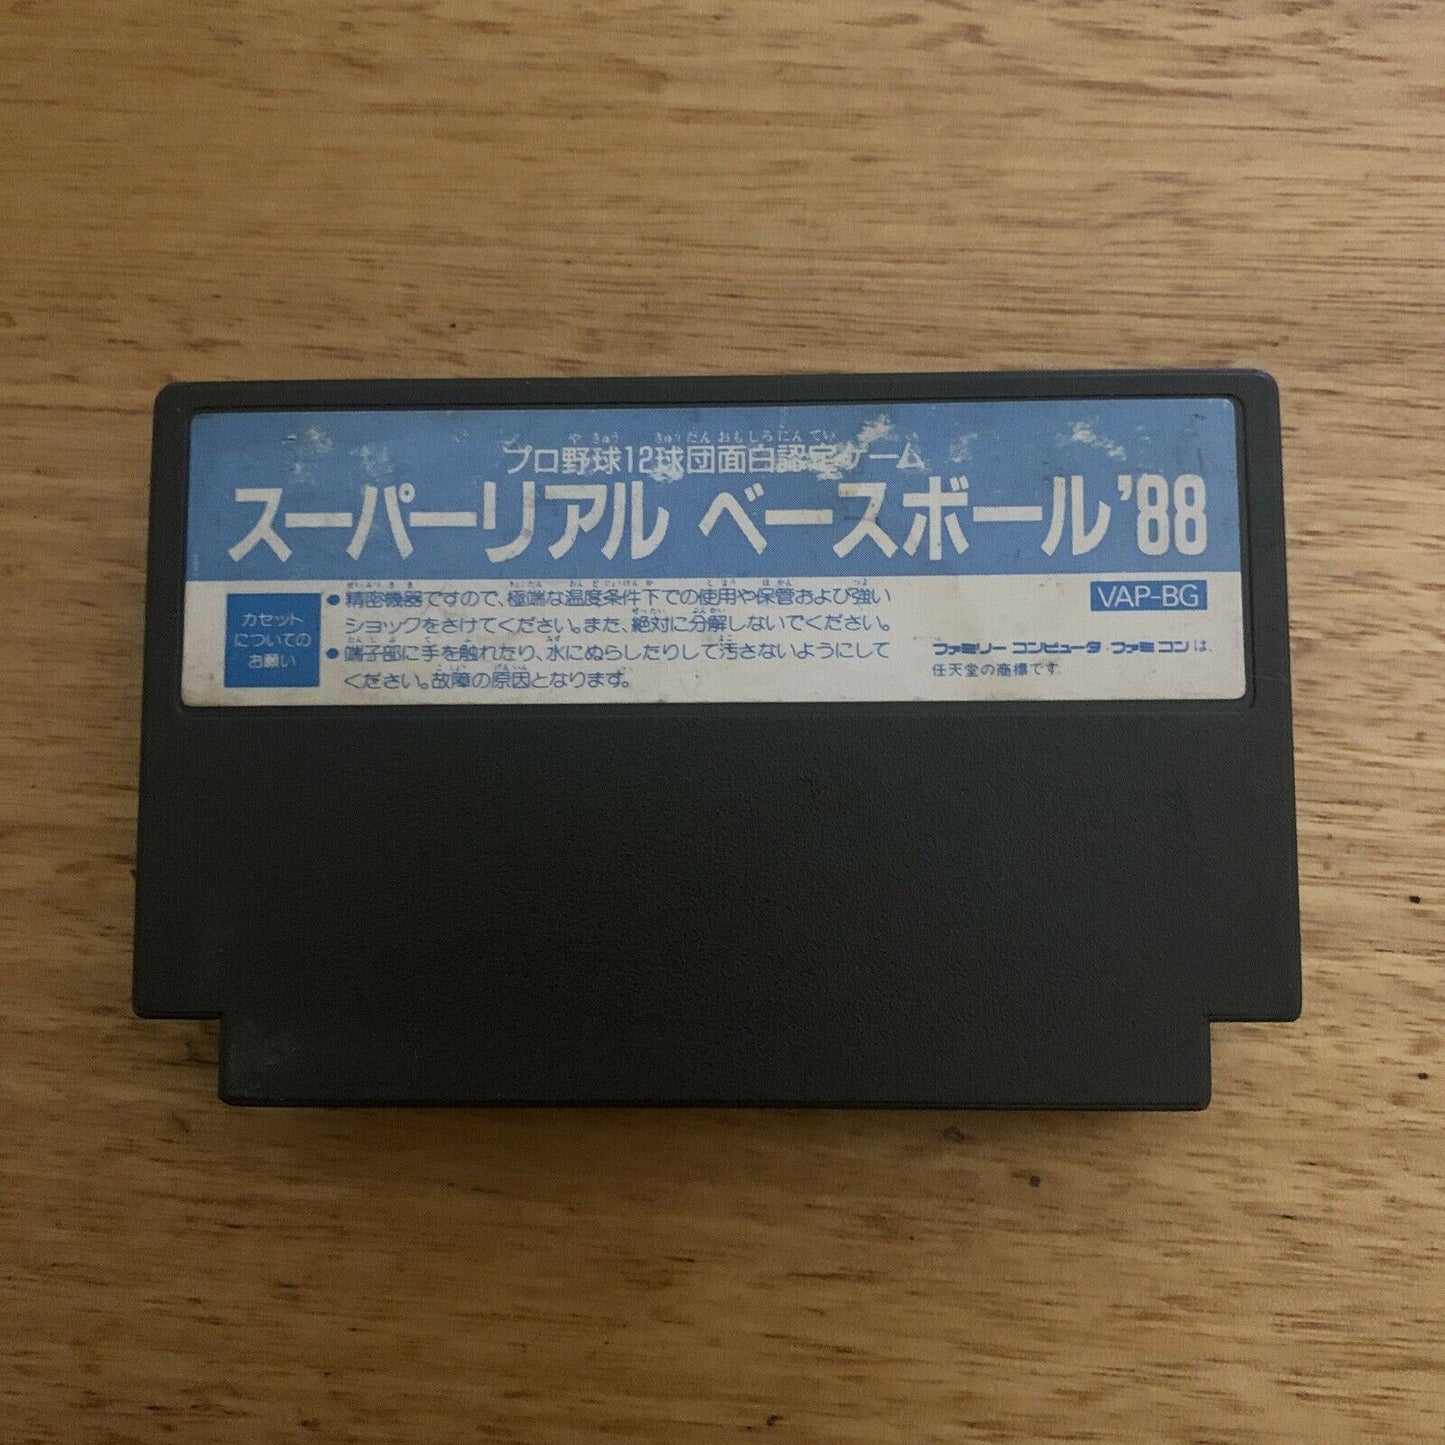 プロ野球12球団面白認定ゲーム
スーパーリアル ベースボール'88
カセット
についての
お願い
●精密機器ですので、極端な温度条件下での使用や保管および強い
ショックをさけてください。また、絶対に分解しないでください。
●端子部に手を触れたり、水にぬらしたりして汚さないようにして
ください。故障の原因となります。
VAP-BG
ファミリーコンピュータ・ファミコンは、
任天堂の商標です。